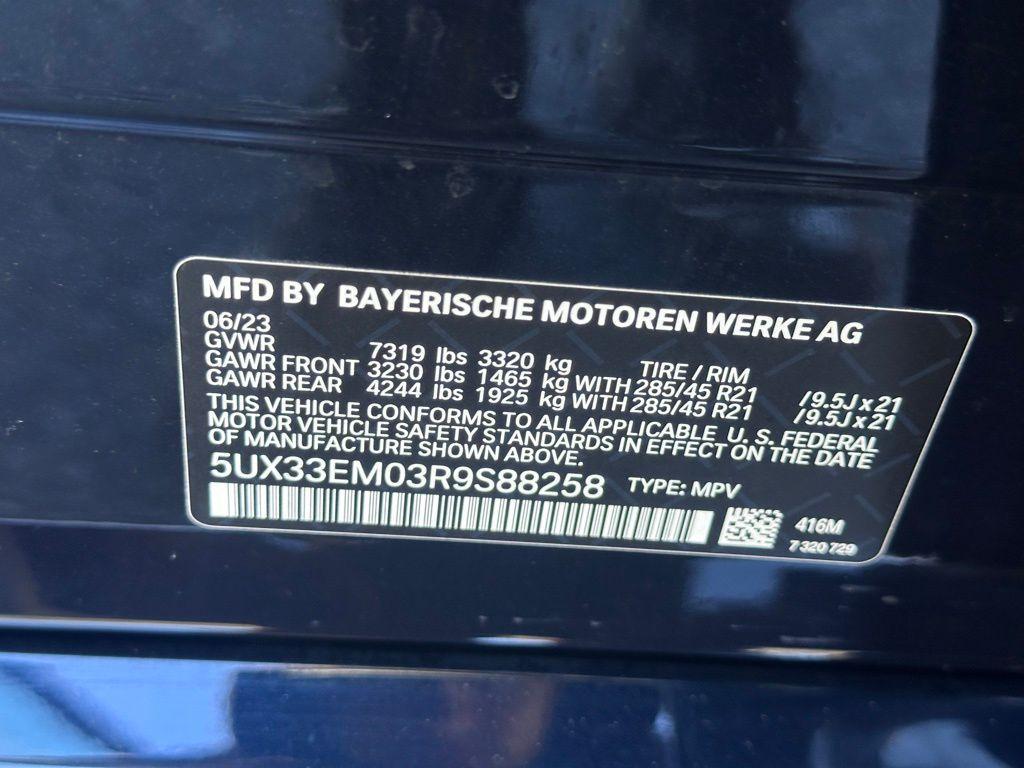 MFD BY BAYERISCHE MOTOREN WERKE AG
06/23
GVWR 7319 lbs 3320 kg TIRE / RIM
GAWR FRONT 3230 lbs 1465 kg WITH 285/45 R21 / 9.5J x 21
GAWR REAR 4244 lbs 1925 kg WITH 285/45 R21 / 9.5J x 21
THIS VEHICLE CONFORMS TO ALL APPLICABLE U. S. FEDERAL
MOTOR VEHICLE SAFETY STANDARDS IN EFFECT ON THE DATE
OF MANUFACTURE SHOWN ABOVE.
5UX33EM03R9S88258 TYPE: MPV
416M
7 320 729